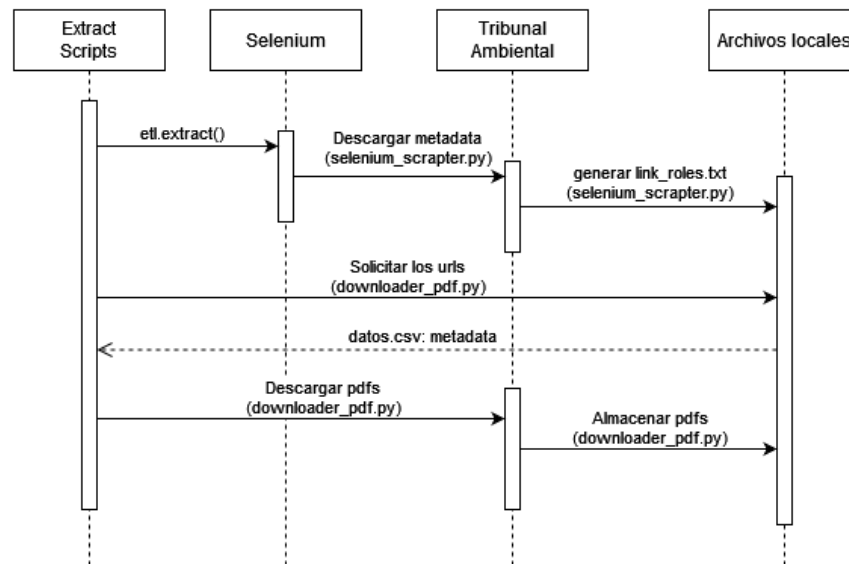 Extract
Scripts
Selenium
Tribunal
Ambiental
Archivos locales
etl.extract()
Descargar metadata
(selenium_scrapter.py)
generar link_roles.txt
(selenium_scrapter.py)
Solicitar los urls
(downloader_pdf.py)
datos.csv: metadata
Descargar pdfs
(downloader_pdf.py)
Almacenar pdfs
(downloader_pdf.py)